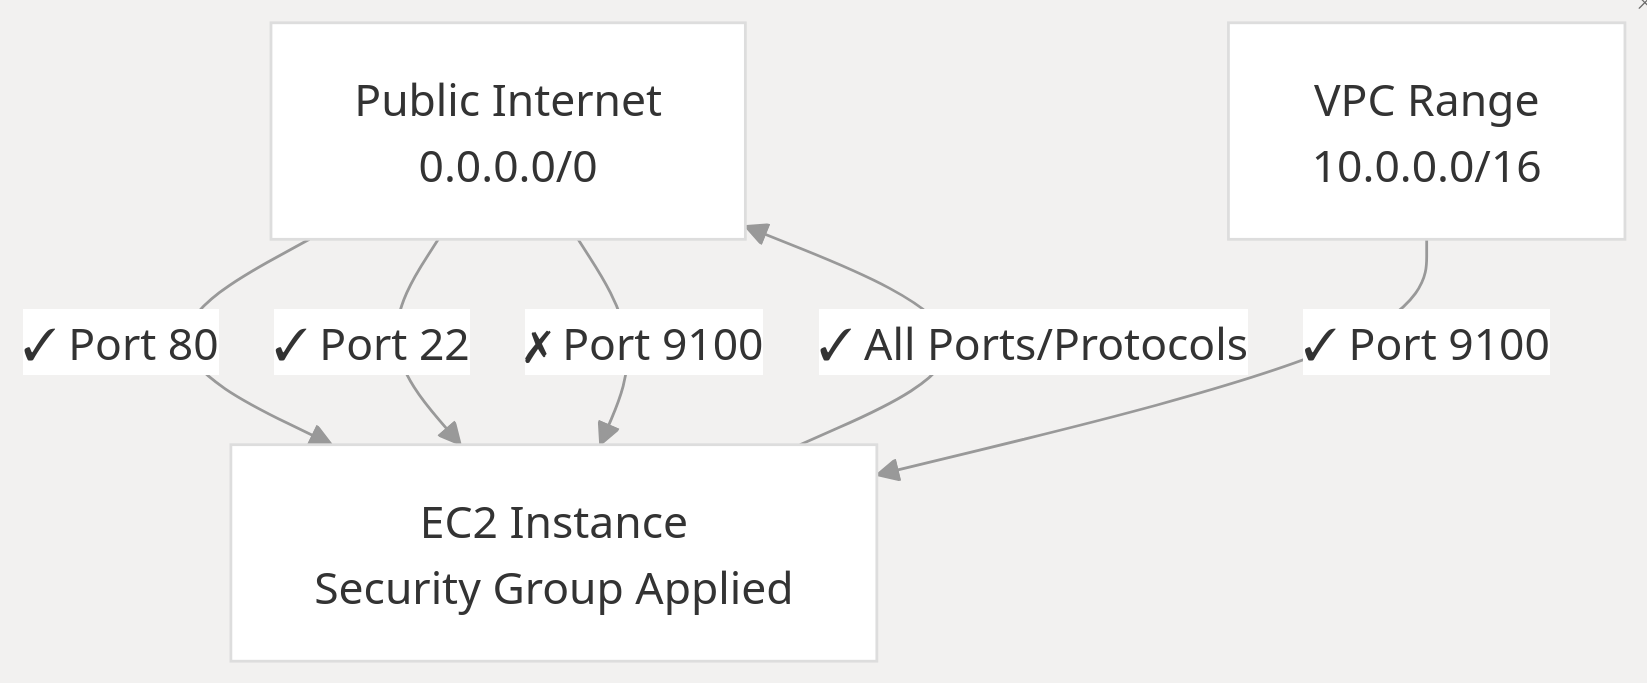 Public Internet
0.0.0.0/0
VPC Range
10.0.0.0/16
✓ Port 80
✓ Port 22
✗ Port 9100
✓ All Ports/Protocols
✓ Port 9100
EC2 Instance
Security Group Applied